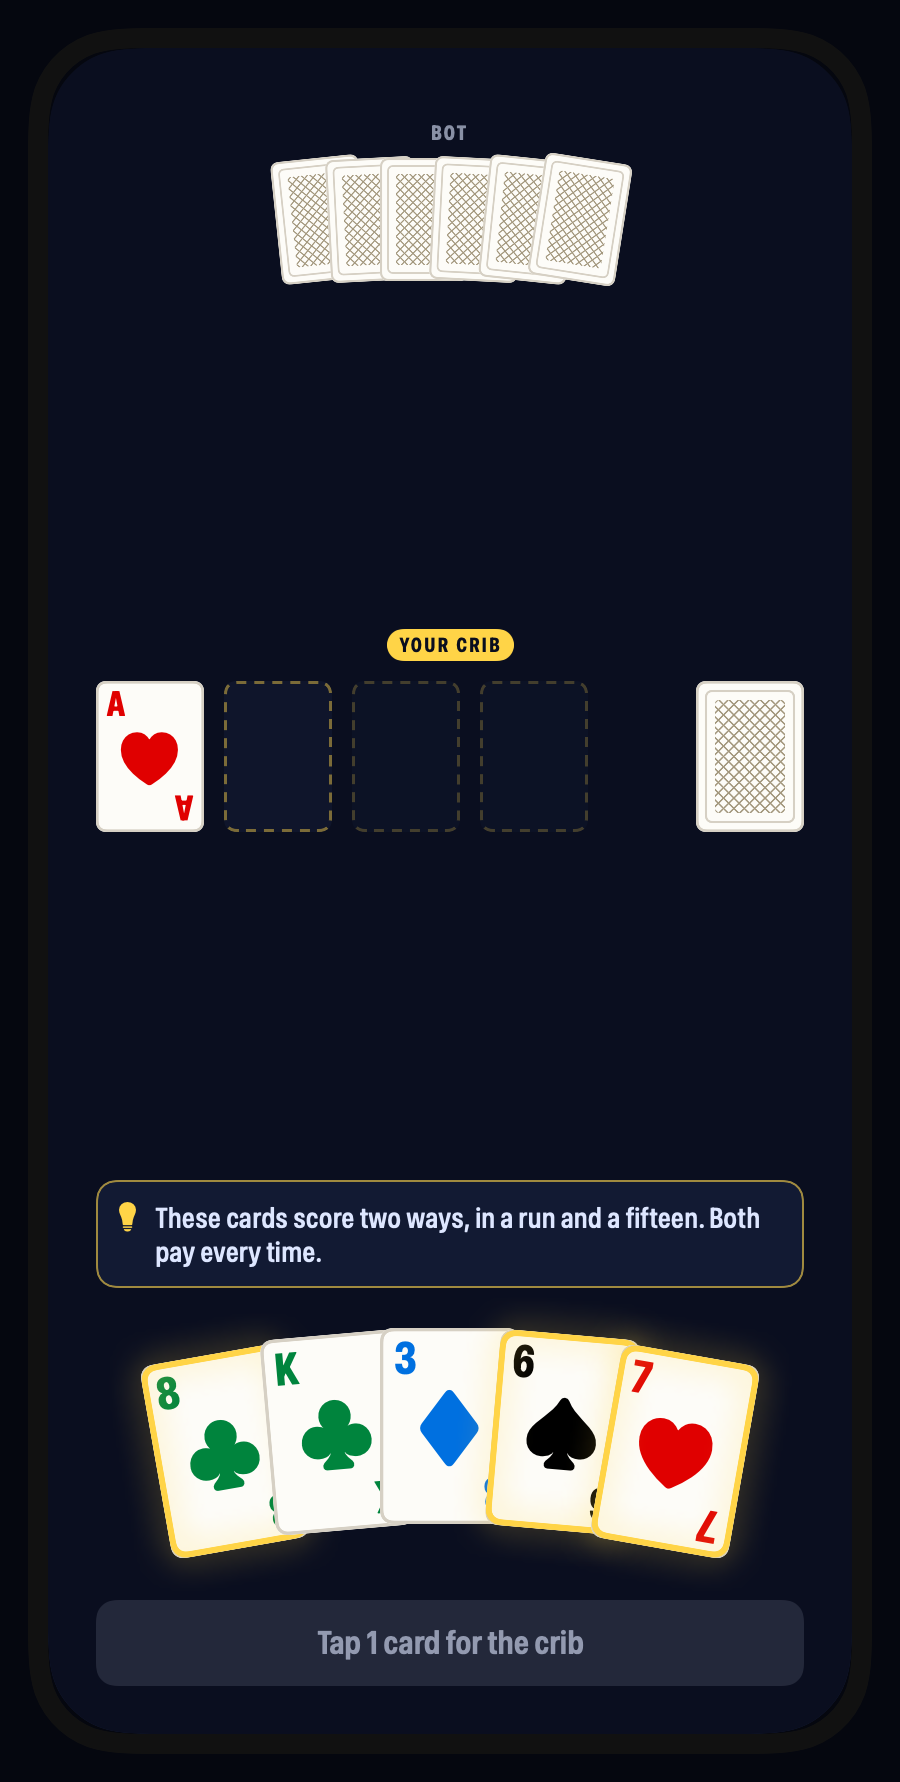 BOT
YOUR CRIB
A
A
These cards score two ways, in a run and a fifteen. Both
pay every time.
8
K
3
6
7
7
Tap 1 card for the crib